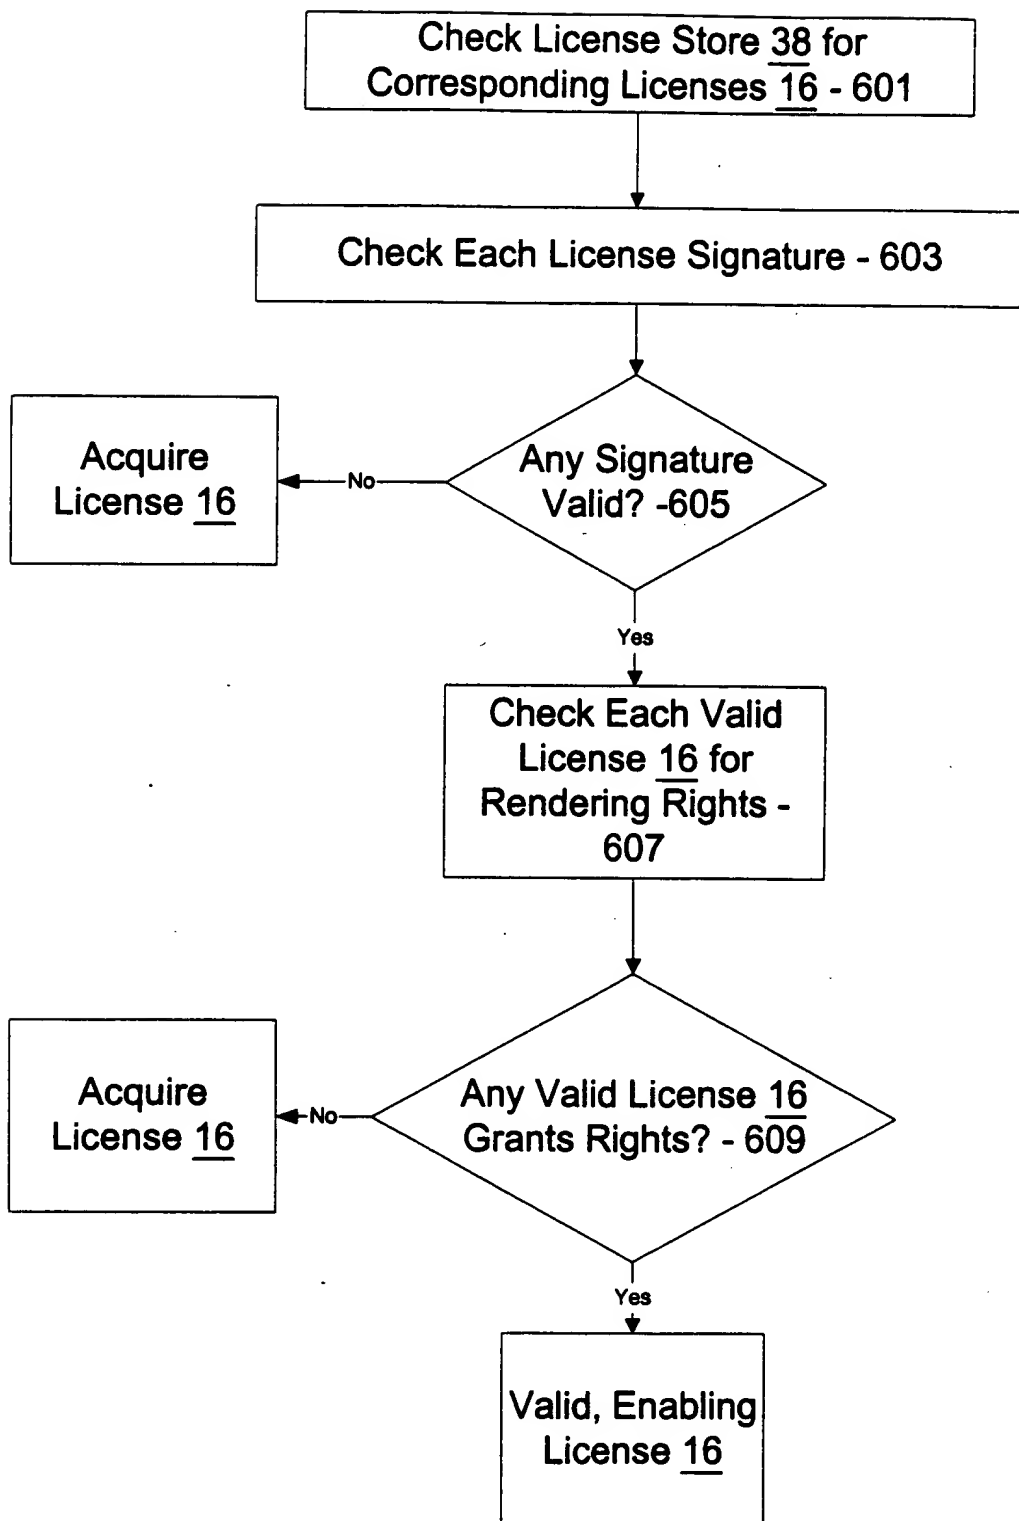 Check License Store 38 for
Corresponding Licenses 16 - 601
Check Each License Signature - 603
Any Signature
Valid? -605
No
Acquire
License 16
Yes
Check Each Valid
License 16 for
Rendering Rights -
607
Any Valid License 16
Grants Rights? - 609
No
Acquire
License 16
Yes
Valid, Enabling
License 16